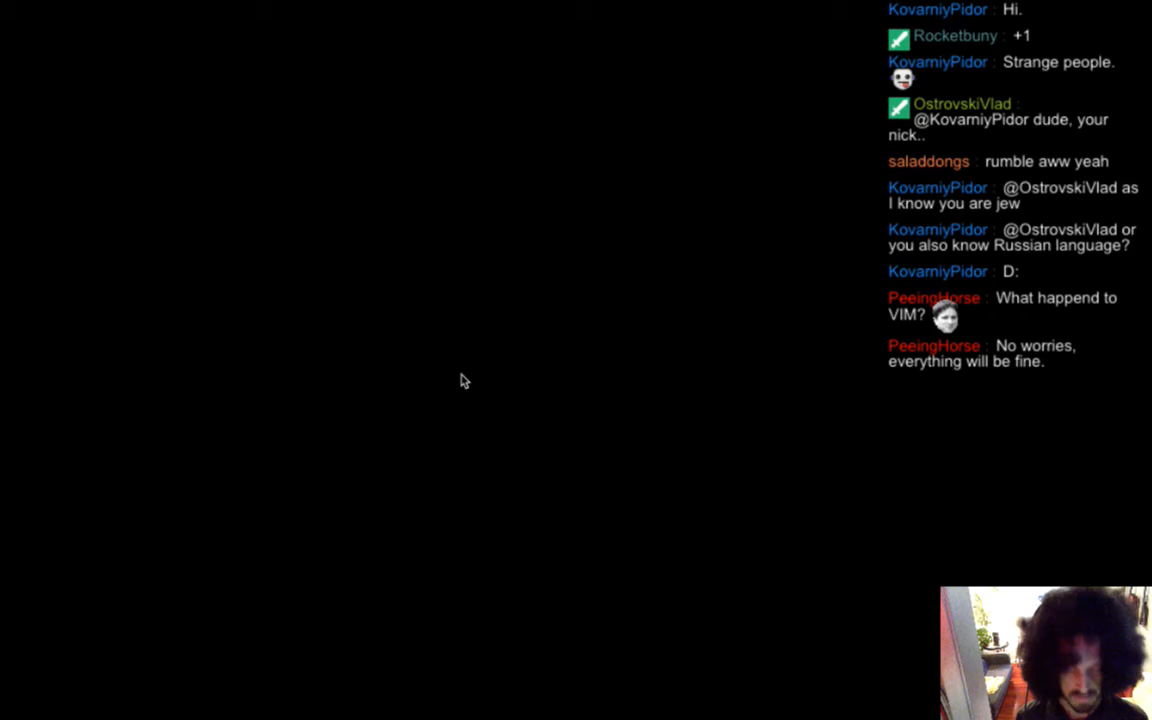 KovarniyPidor : Hi.
Rocketbuny : +1
KovarniyPidor : Strange people.
OstrovskiVlad :
@KovarniyPidor dude, your
nick..
saladdongs : rumble aww yeah
KovarniyPidor : @OstrovskiVlad as
I know you are jew
KovarniyPidor : @OstrovskiVlad or
you also know Russian language?
KovarniyPidor : D:
PeeingHorse : What happend to
VIM?
PeeingHorse : No worries,
everything will be fine.